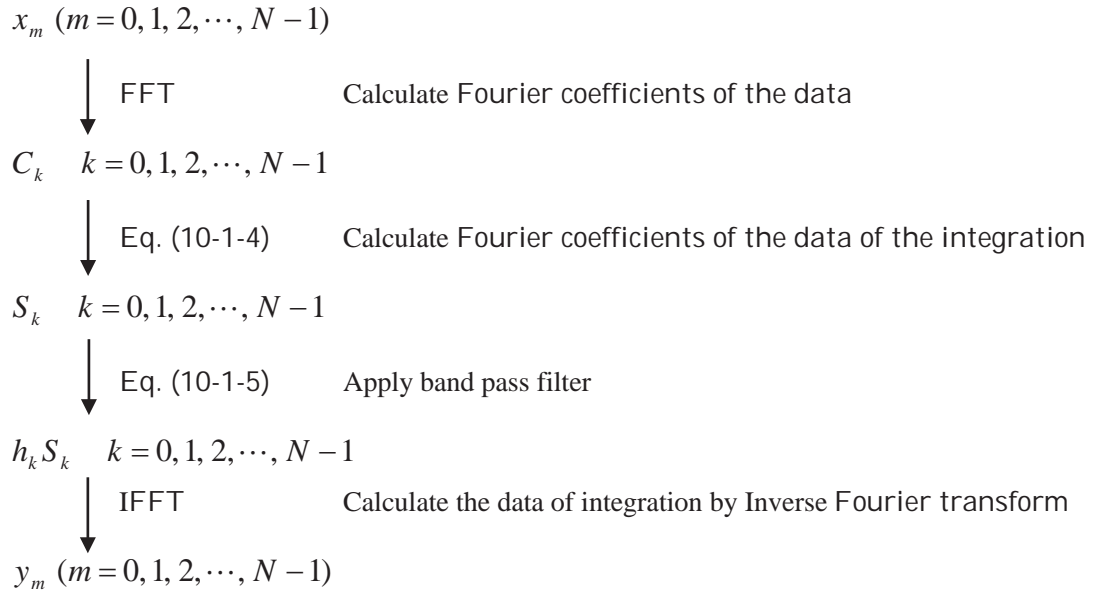 x_m (m = 0, 1, 2, ⋯, N − 1)
FFT Calculate Fourier coefficients of the data
C_k k = 0, 1, 2, ⋯, N − 1
Eq. (10-1-4) Calculate Fourier coefficients of the data of the integration
S_k k = 0, 1, 2, ⋯, N − 1
Eq. (10-1-5) Apply band pass filter
h_k S_k k = 0, 1, 2, ⋯, N − 1
IFFT Calculate the data of integration by Inverse Fourier transform
y_m (m = 0, 1, 2, ⋯, N − 1)